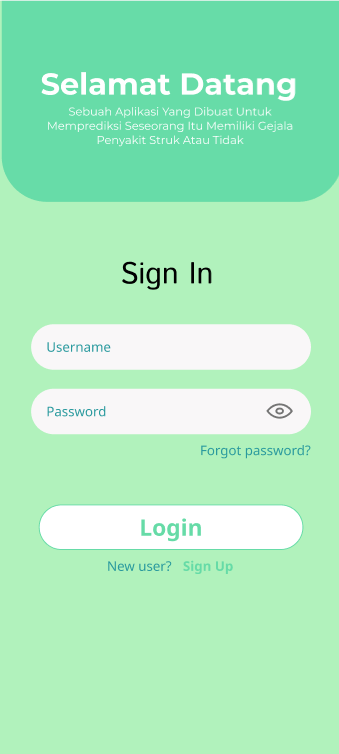 Selamat Datang
Sebuah Aplikasi Yang Dibuat Untuk
Memprediksi Seseorang Itu Memiliki Gejala
Penyakit Struk Atau Tidak
Sign In
Username
Password
Forgot password?
Login
New user? Sign Up